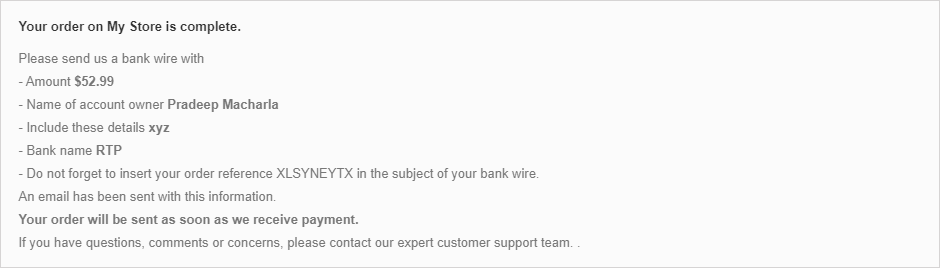 Your order on My Store is complete.
Please send us a bank wire with
- Amount $52.99
- Name of account owner Pradeep Macharla
- Include these details xyz
- Bank name RTP
- Do not forget to insert your order reference XLSYNEYTX in the subject of your bank wire.
An email has been sent with this information.
Your order will be sent as soon as we receive payment.
If you have questions, comments or concerns, please contact our expert customer support team. .